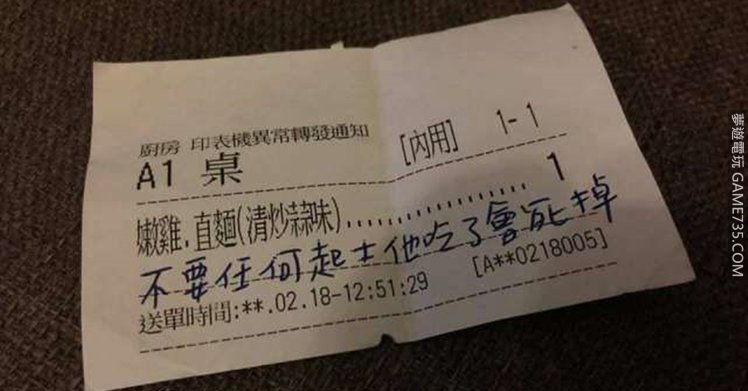 廚房 印表機異常轉發通知
A1 桌 [內用] 1-1
嫩雞.直麵(清炒蒜味)..................1
不要任何起士他吃了會死掉
送單時間:**.02.18-12:51:29 [A**0218005]
夢遊電玩 GAME735.COM